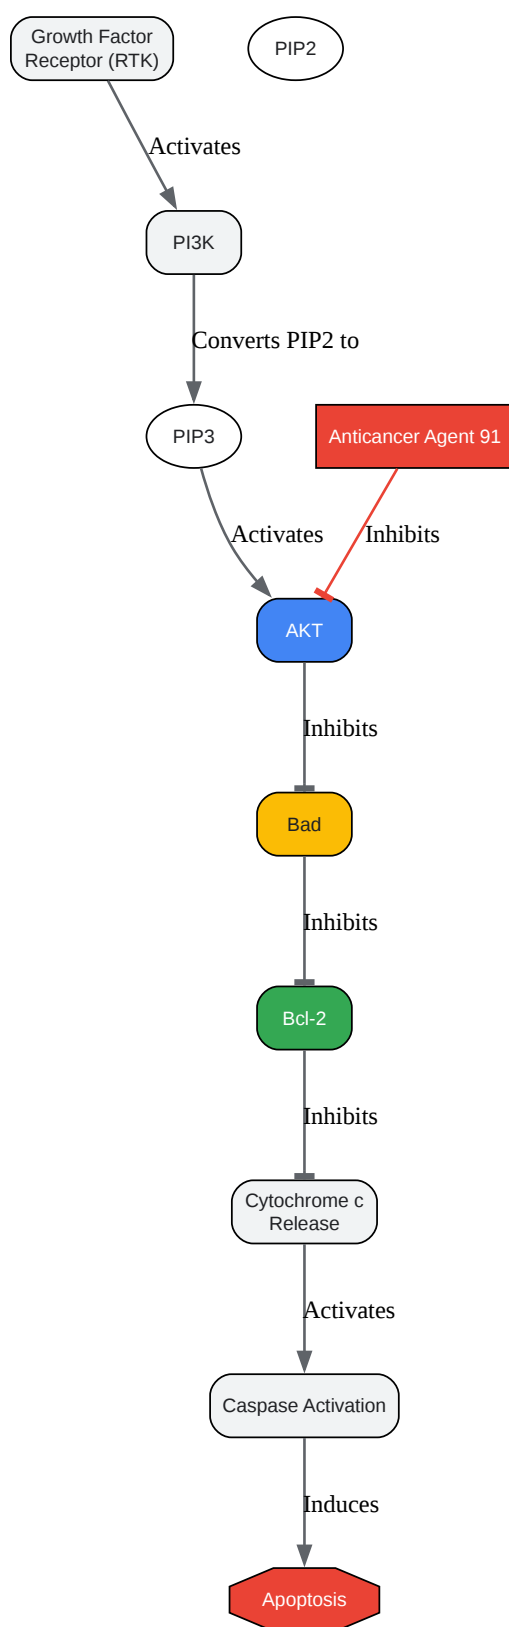 Growth Factor
Receptor (RTK)
PIP2
Activates
PI3K
Converts PIP2 to
PIP3
Anticancer Agent 91
Activates
Inhibits
AKT
Inhibits
Bad
Inhibits
Bcl-2
Inhibits
Cytochrome c
Release
Activates
Caspase Activation
Induces
Apoptosis